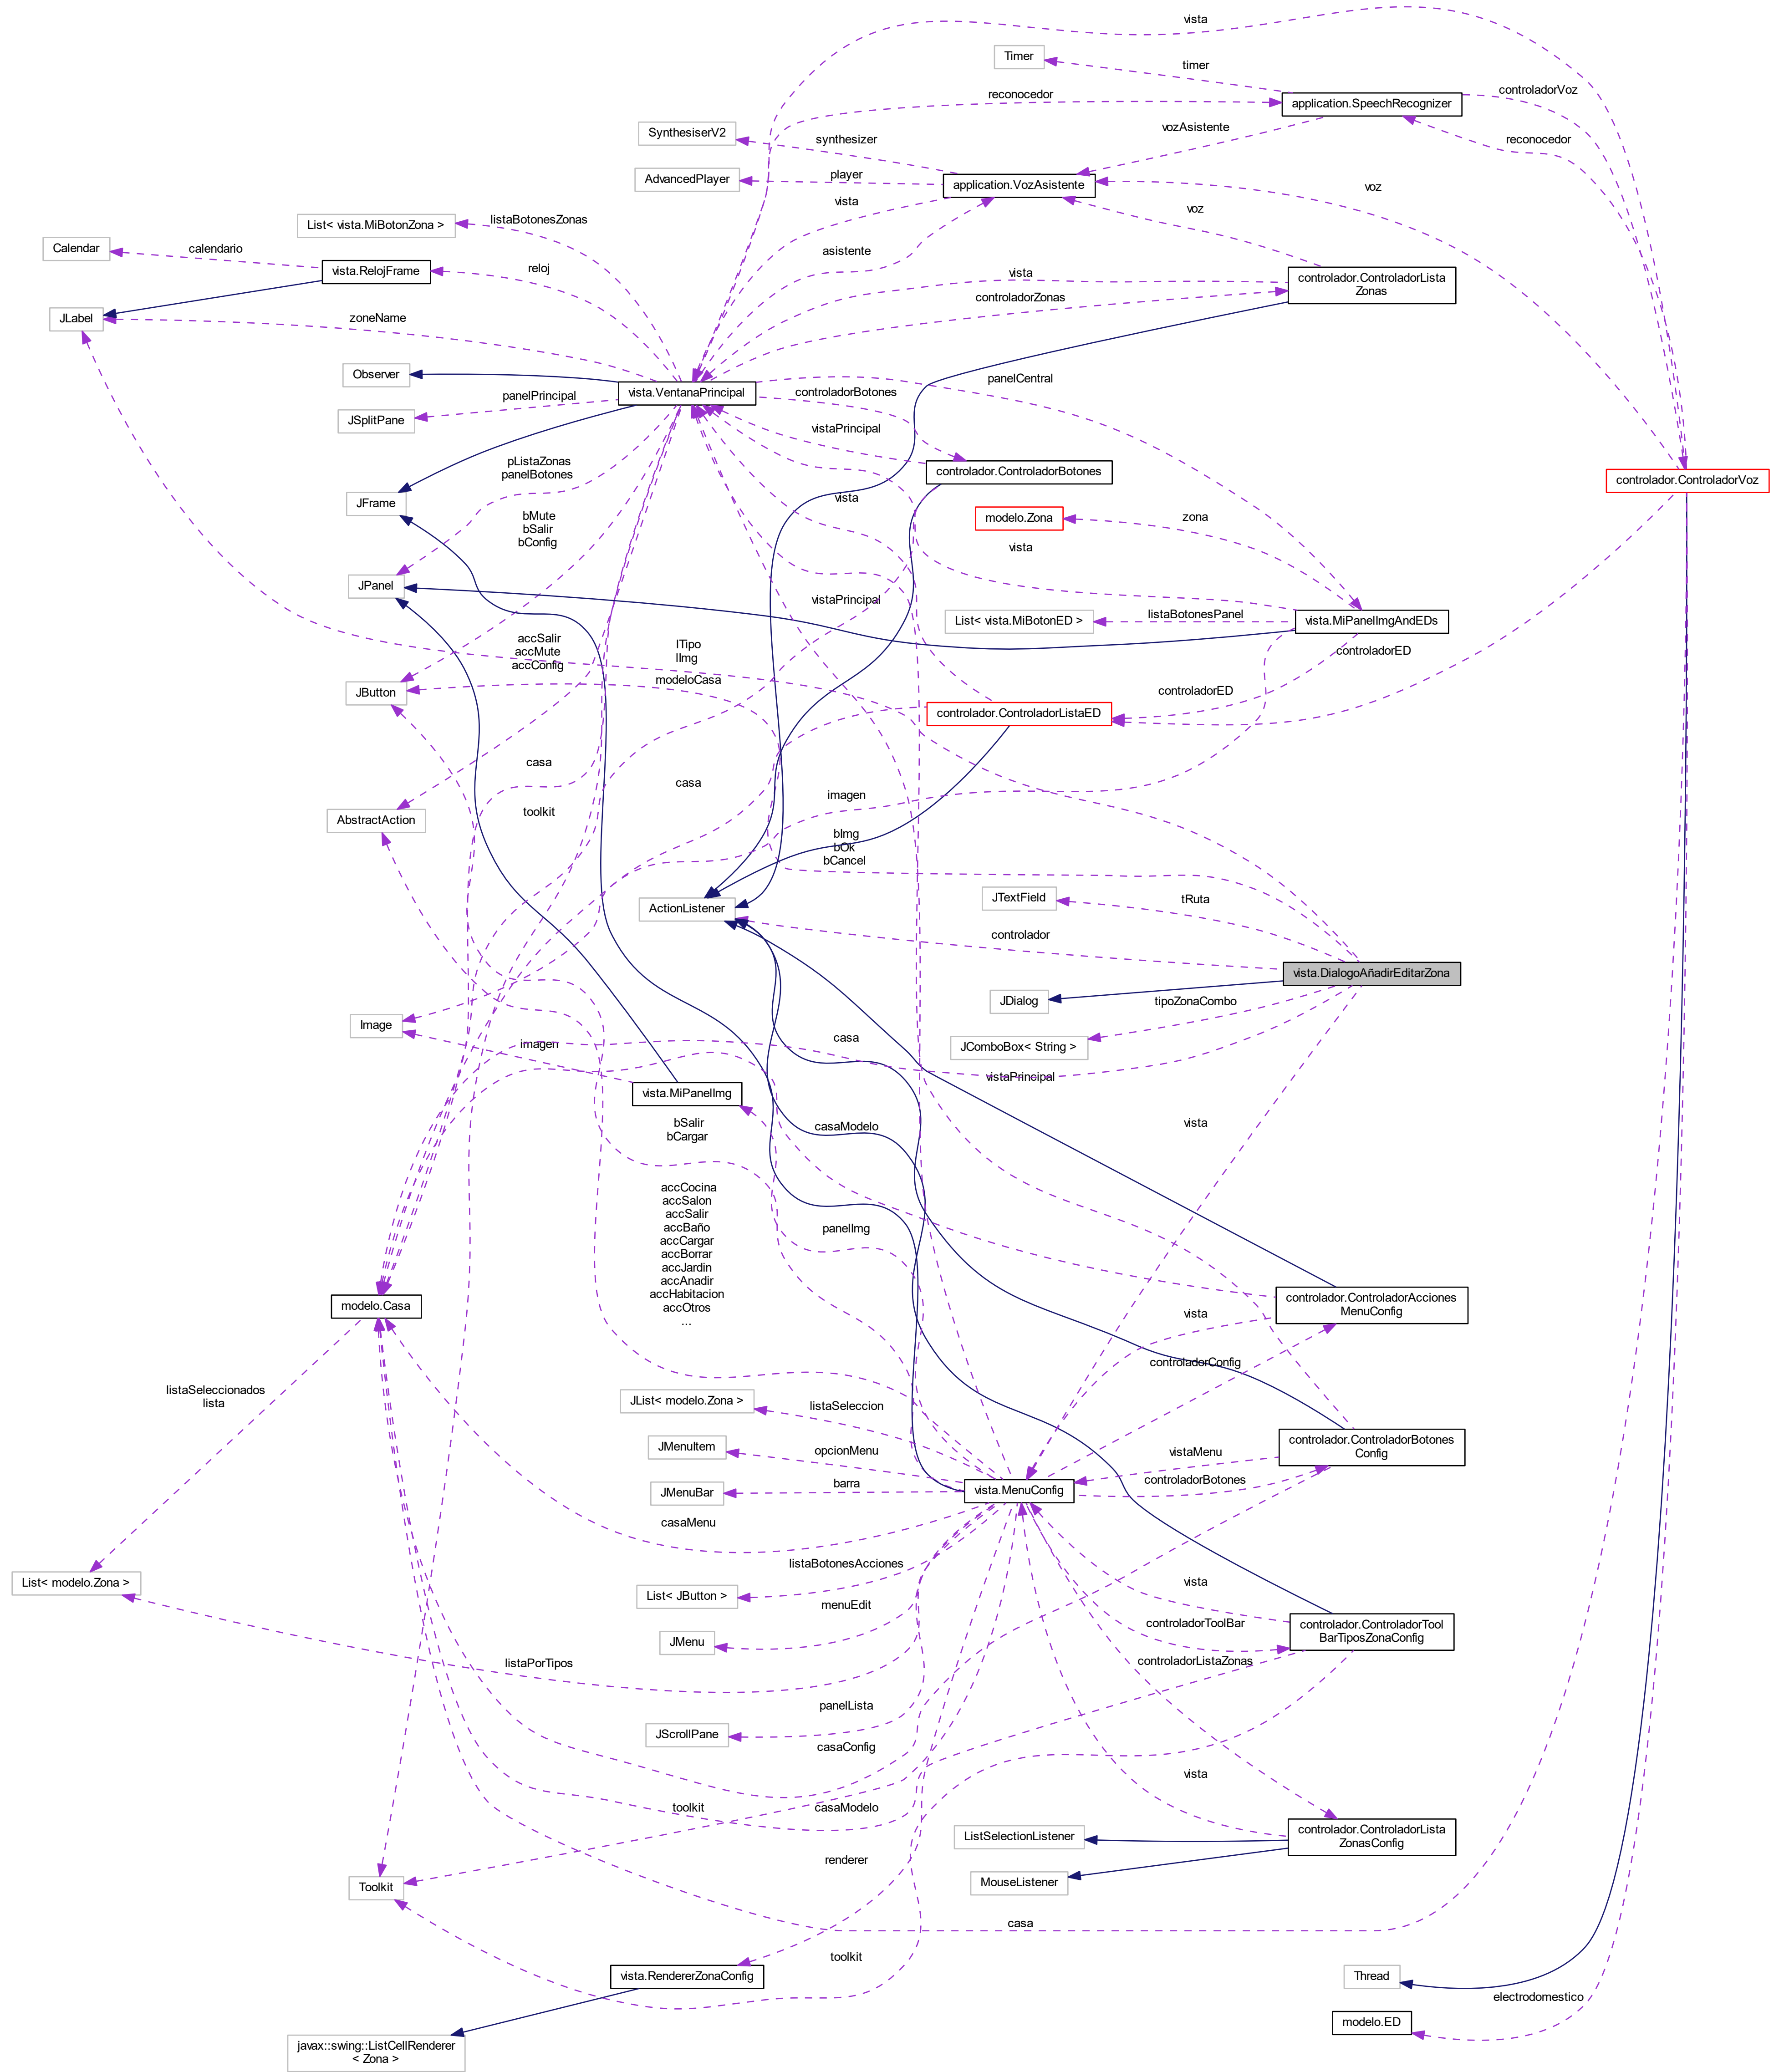 vista
Timer
timer
reconocedor
application.SpeechRecognizer
controladorVoz
SynthesiserV2
synthesizer
vozAsistente
reconocedor
AdvancedPlayer
player
application.VozAsistente
voz
vista
voz
List< vista.MiBotonZona >
listaBotonesZonas
Calendar
calendario
vista.RelojFrame
reloj
asistente
vista
controlador.ControladorLista
Zonas
controladorZonas
JLabel
zoneName
Observer
panelCentral
JSplitPane
panelPrincipal
vista.VentanaPrincipal
controladorBotones
vistaPrincipal
pListaZonas
panelBotones
controlador.ControladorBotones
controlador.ControladorVoz
JFrame
vista
bMute
bSalir
bConfig
modelo.Zona
zona
vista
JPanel
vistaPrincipal
List< vista.MiBotonED >
listaBotonesPanel
vista.MiPanelImgAndEDs
accSalir
accMute
accConfig
lTipo
lImg
controladorED
JButton
modeloCasa
controladorED
controlador.ControladorListaED
casa
casa
imagen
AbstractAction
toolkit
bImg
bOk
bCancel
ActionListener
JTextField
tRuta
controlador
vista.DialogoAñadirEditarZona
JDialog
tipoZonaCombo
Image
imagen
casa
JComboBox< String >
vistaPrincipal
vista.MiPanelImg
bSalir
bCargar
casaModelo
vista
accCocina
accSalon
accSalir
accBaño
accCargar
accBorrar
accJardin
accAnadir
accHabitacion
accOtros
...
panelImg
modelo.Casa
controlador.ControladorAcciones
MenuConfig
vista
controladorConfig
listaSeleccionados
lista
JList< modelo.Zona >
listaSeleccion
JMenuItem
opcionMenu
controlador.ControladorBotones
Config
vistaMenu
controladorBotones
JMenuBar
barra
vista.MenuConfig
casaMenu
List< modelo.Zona >
listaBotonesAcciones
List< JButton >
vista
menuEdit
controladorToolBar
controlador.ControladorTool
BarTiposZonaConfig
JMenu
listaPorTipos
controladorListaZonas
panelLista
JScrollPane
casaConfig
vista
toolkit
casaModelo
controlador.ControladorLista
ZonasConfig
ListSelectionListener
renderer
Toolkit
MouseListener
casa
toolkit
vista.RendererZonaConfig
Thread
electrodomestico
modelo.ED
javax::swing::ListCellRenderer
< Zona >